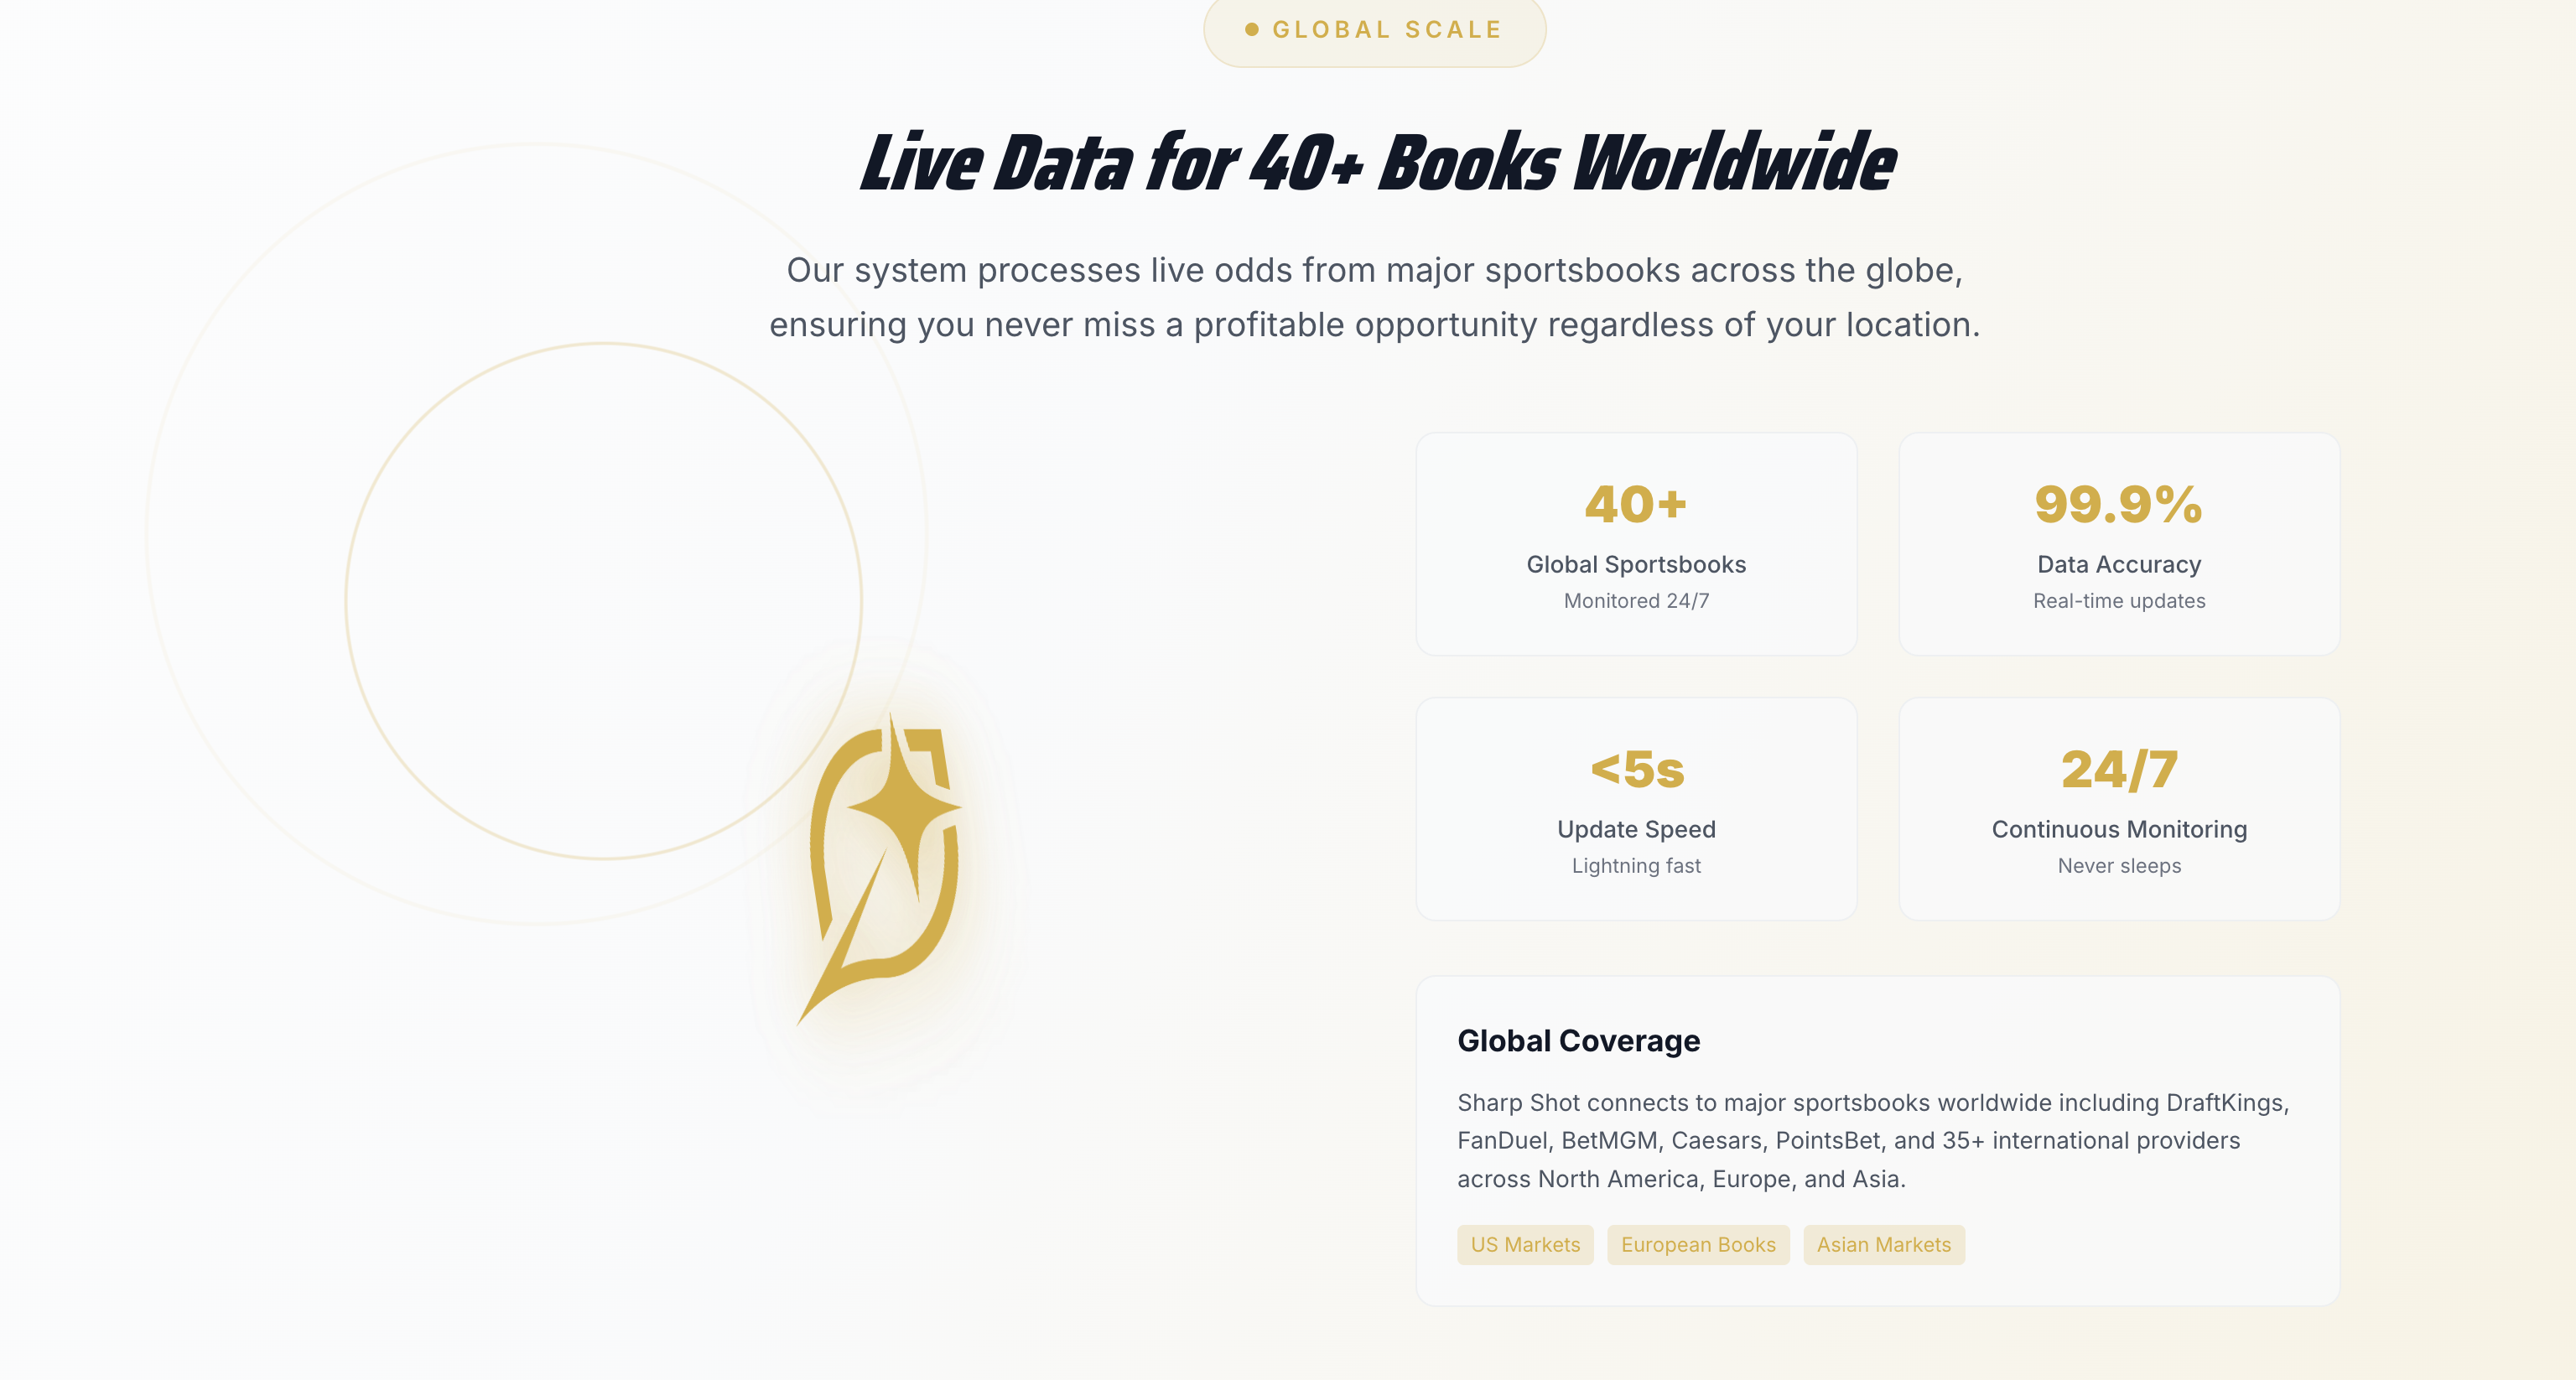 GLOBAL SCALE
Live Data for 40+ Books Worldwide
Our system processes live odds from major sportsbooks across the globe,
ensuring you never miss a profitable opportunity regardless of your location.
40+
Global Sportsbooks
Monitored 24/7
99.9%
Data Accuracy
Real-time updates
<5s
Update Speed
Lightning fast
24/7
Continuous Monitoring
Never sleeps
Global Coverage
Sharp Shot connects to major sportsbooks worldwide including DraftKings,
FanDuel, BetMGM, Caesars, PointsBet, and 35+ international providers
across North America, Europe, and Asia.
US Markets
European Books
Asian Markets